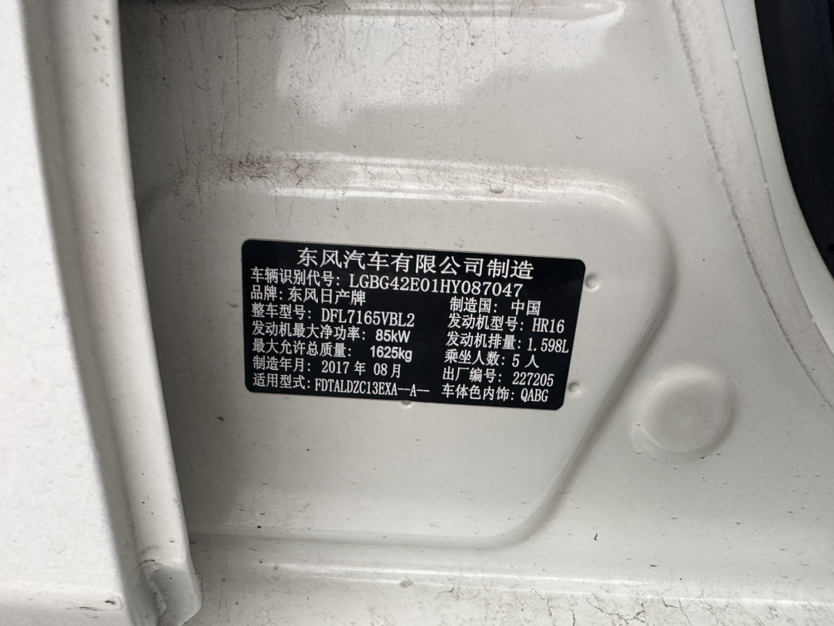 东风汽车有限公司制造
车辆识别代号: LGBG42E01HY087047
品牌: 东风日产牌 制造国: 中国
整车型号: DFL7165VBL2 发动机型号: HR16
发动机最大净功率: 85kW 发动机排量: 1.598L
最大允许总质量: 1625kg 乘坐人数: 5 人
制造年月: 2017 年 08 月 出厂编号: 227205
适用型式: FDTALDZC13EXA--A-- 车体色内饰: QABG